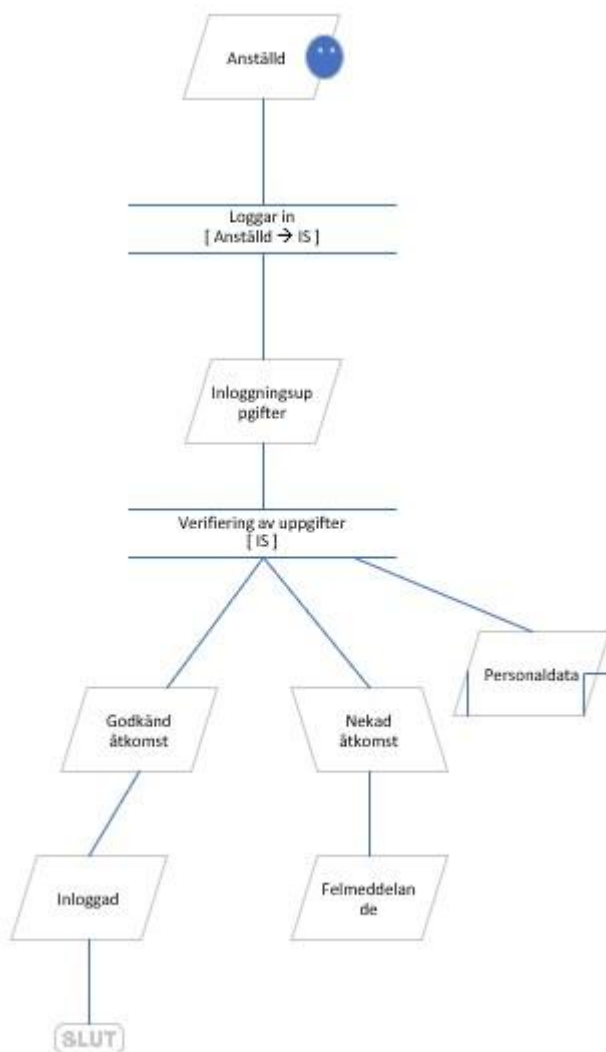 Anställd
Loggar in
[ Anställd → IS ]
Inloggningsup
pgifter
Verifiering av uppgifter
[ IS ]
Personaldata
Godkänd
åtkomst
Nekad
åtkomst
Inloggad
Felmeddelan
de
SLUT